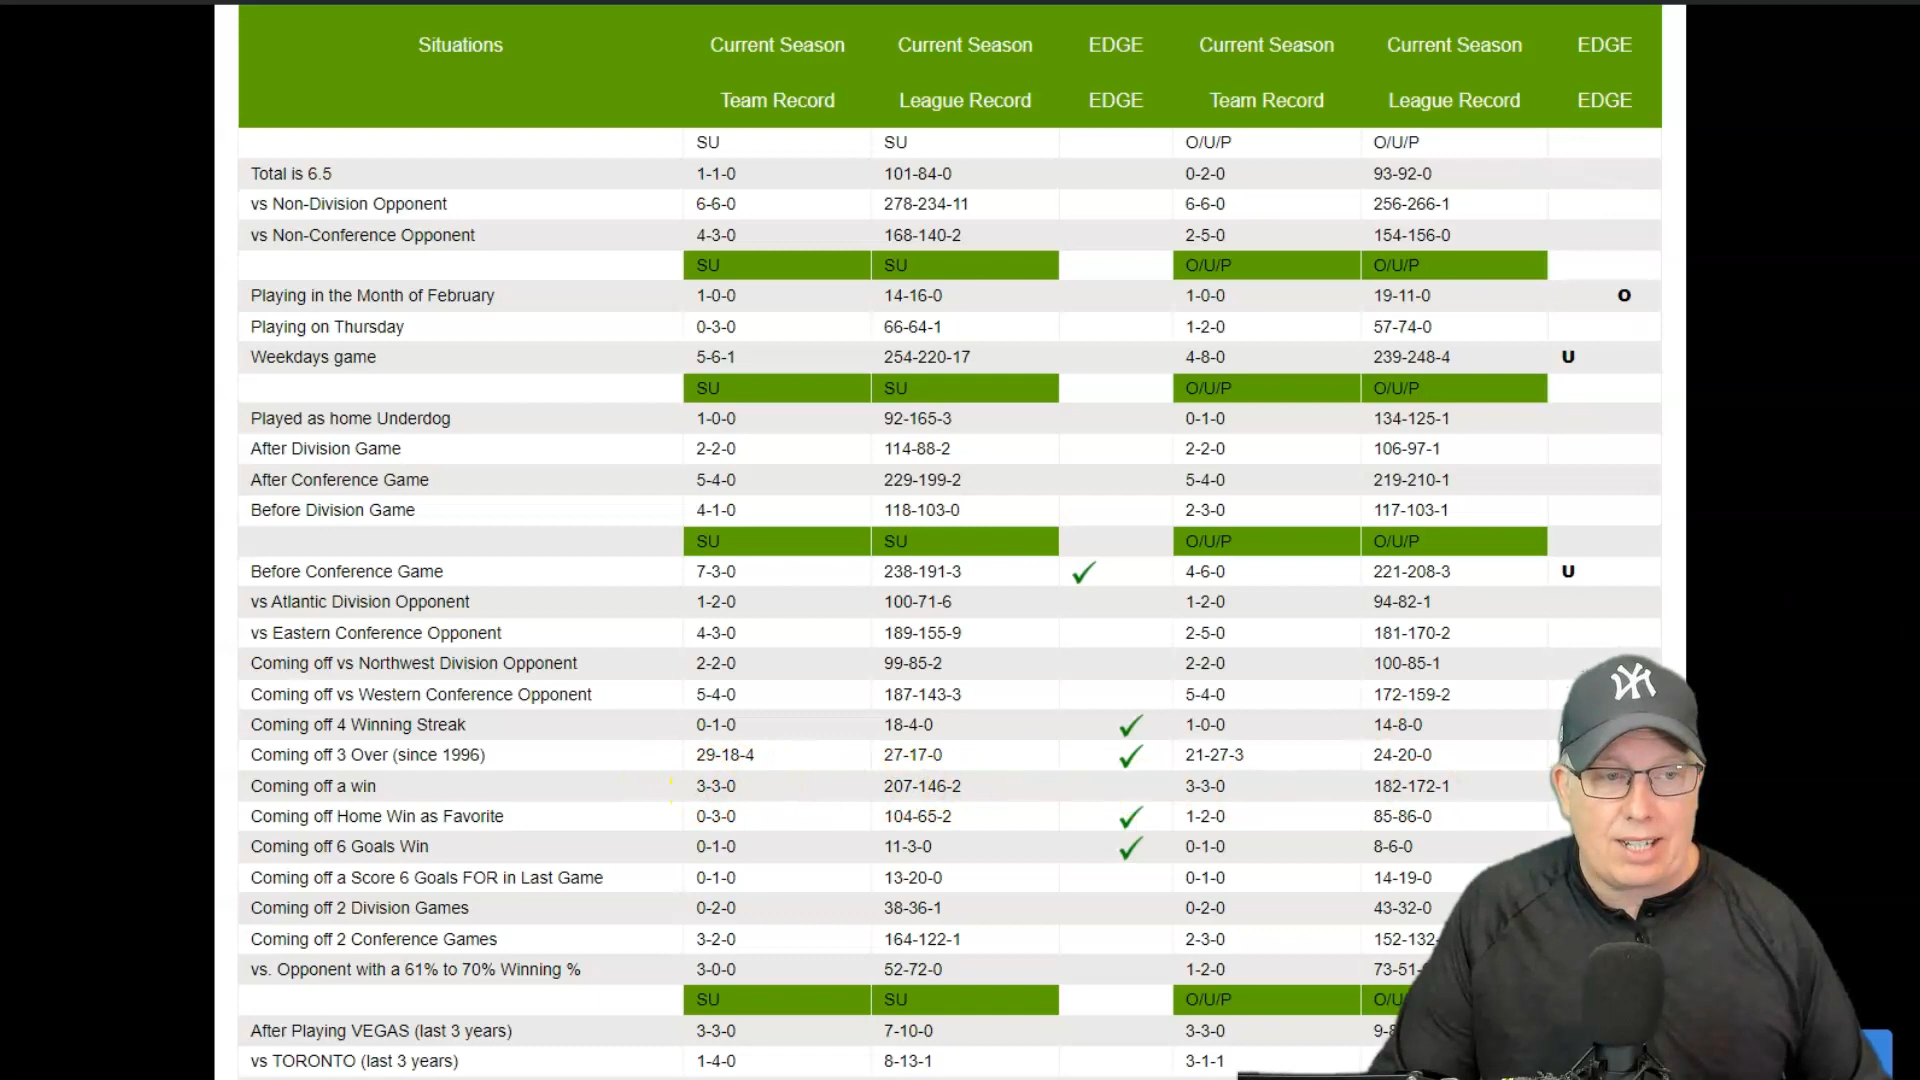 Situations Current Season Current Season EDGE Current Season Current Season EDGE
Team Record League Record EDGE Team Record League Record EDGE
SU SU O/U/P O/U/P
Total is 6.5 1-1-0 101-84-0 0-2-0 93-92-0
vs Non-Division Opponent 6-6-0 278-234-11 6-6-0 256-266-1
vs Non-Conference Opponent 4-3-0 168-140-2 2-5-0 154-156-0
SU SU O/U/P O/U/P
Playing in the Month of February 1-0-0 14-16-0 1-0-0 19-11-0 O
Playing on Thursday 0-3-0 66-64-1 1-2-0 57-74-0
Weekdays game 5-6-1 254-220-17 4-8-0 239-248-4 U
SU SU O/U/P O/U/P
Played as home Underdog 1-0-0 92-165-3 0-1-0 134-125-1
After Division Game 2-2-0 114-88-2 2-2-0 106-97-1
After Conference Game 5-4-0 229-199-2 5-4-0 219-210-1
Before Division Game 4-1-0 118-103-0 2-3-0 117-103-1
SU SU O/U/P O/U/P
Before Conference Game 7-3-0 238-191-3 ✓ 4-6-0 221-208-3 U
vs Atlantic Division Opponent 1-2-0 100-71-6 1-2-0 94-82-1
vs Eastern Conference Opponent 4-3-0 189-155-9 2-5-0 181-170-2
Coming off vs Northwest Division Opponent 2-2-0 99-85-2 2-2-0 100-85-1
Coming off vs Western Conference Opponent 5-4-0 187-143-3 5-4-0 172-159-2
Coming off 4 Winning Streak 0-1-0 18-4-0 ✓ 1-0-0 14-8-0
Coming off 3 Over (since 1996) 29-18-4 27-17-0 ✓ 21-27-3 24-20-0
Coming off a win 3-3-0 207-146-2 3-3-0 182-172-1
Coming off Home Win as Favorite 0-3-0 104-65-2 ✓ 1-2-0 85-86-0
Coming off 6 Goals Win 0-1-0 11-3-0 ✓ 0-1-0 8-6-0
Coming off a Score 6 Goals FOR in Last Game 0-1-0 13-20-0 0-1-0 14-19-0
Coming off 2 Division Games 0-2-0 38-36-1 0-2-0 43-32-0
Coming off 2 Conference Games 3-2-0 164-122-1 2-3-0 152-132-
vs. Opponent with a 61% to 70% Winning % 3-0-0 52-72-0 1-2-0 73-51-
SU SU O/U/P O/U
After Playing VEGAS (last 3 years) 3-3-0 7-10-0 3-3-0 9-8
vs TORONTO (last 3 years) 1-4-0 8-13-1 3-1-1